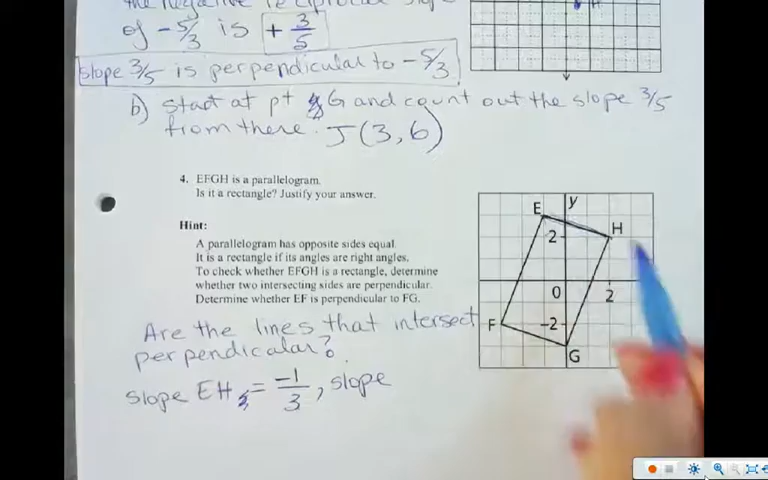 the negative reciprocal slope
of -5/3 is + 3/5
slope 3/5 is perpendicular to -5/3
b) start at pt G and count out the slope 3/5
from there. J(3,6)
4. EFGH is a parallelogram.
Is it a rectangle? Justify your answer.
Hint:
A parallelogram has opposite sides equal.
It is a rectangle if its angles are right angles.
To check whether EFGH is a rectangle, determine
whether two intersecting sides are perpendicular.
Determine whether EF is perpendicular to FG.
E
y
H
2
0
2
F
-2
G
Are the lines that intersect
perpendicular?
slope EH = -1/3, slope